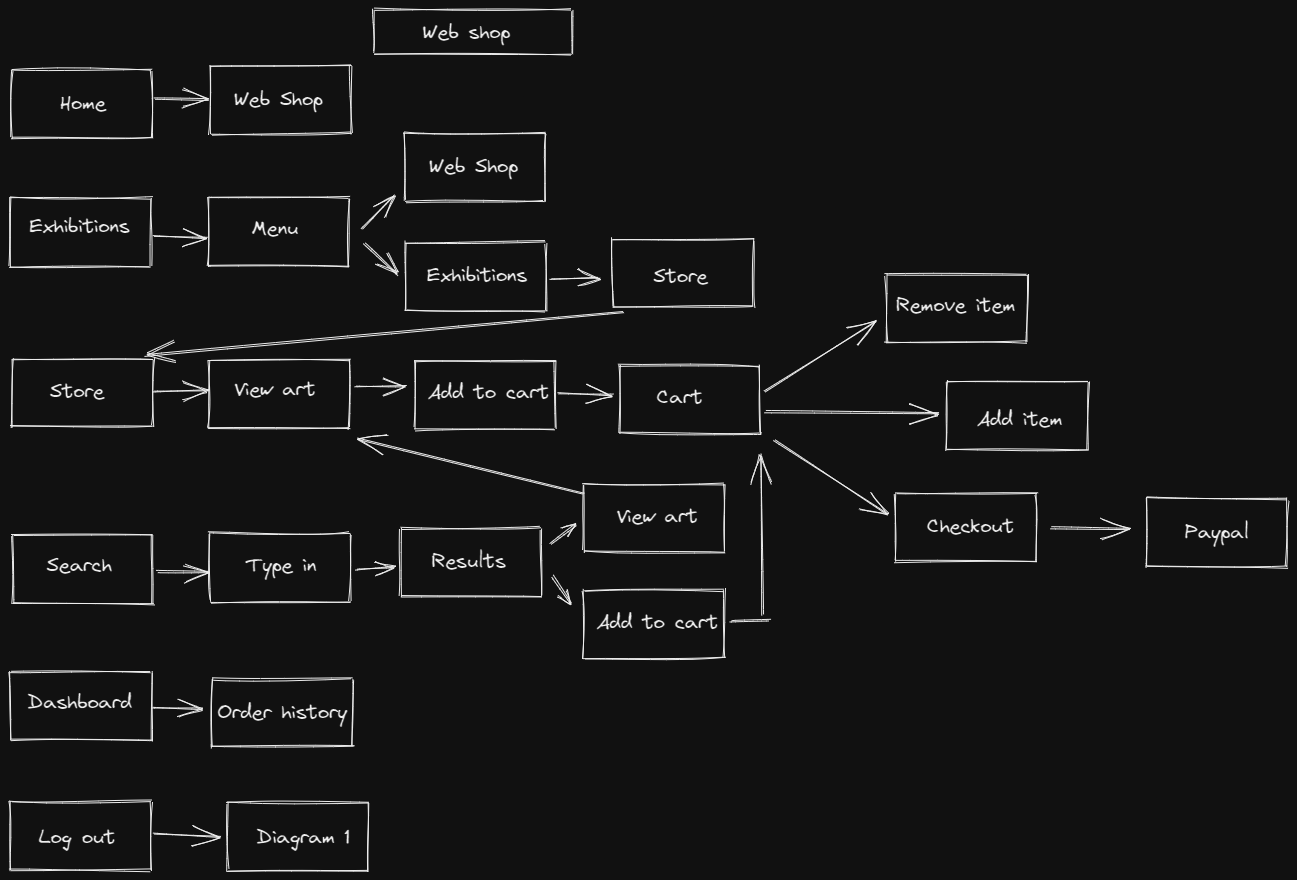 Web shop
Home
Web Shop
Web Shop
Exhibitions
Menu
Exhibitions
Store
Remove item
Store
View art
Add to cart
Cart
Add item
View art
Checkout
Paypal
Search
Type in
Results
Add to cart
Dashboard
Order history
Log out
Diagram 1